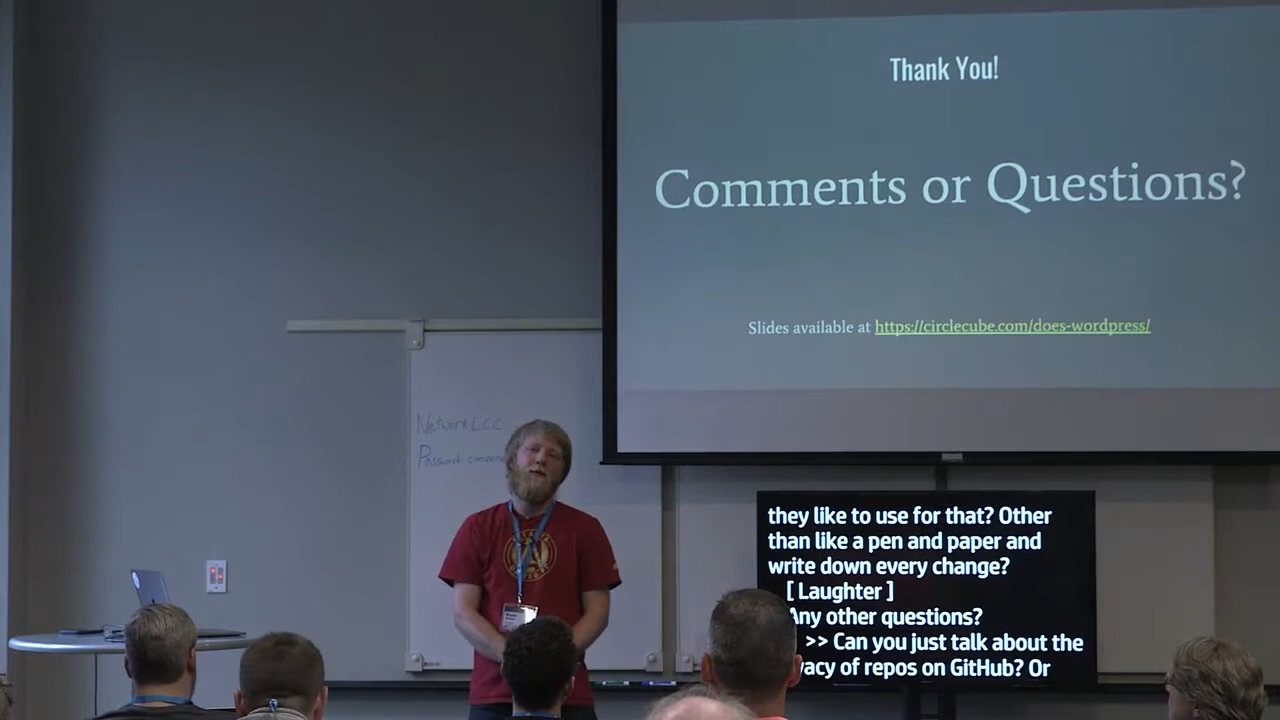 Thank You!
Comments or Questions?
Slides available at https://circlecube.com/does-wordpress/
they like to use for that? Other
than like a pen and paper and
write down every change?
[ Laughter ]
Any other questions?
>> Can you just talk about the
vacy of repos on GitHub? Or